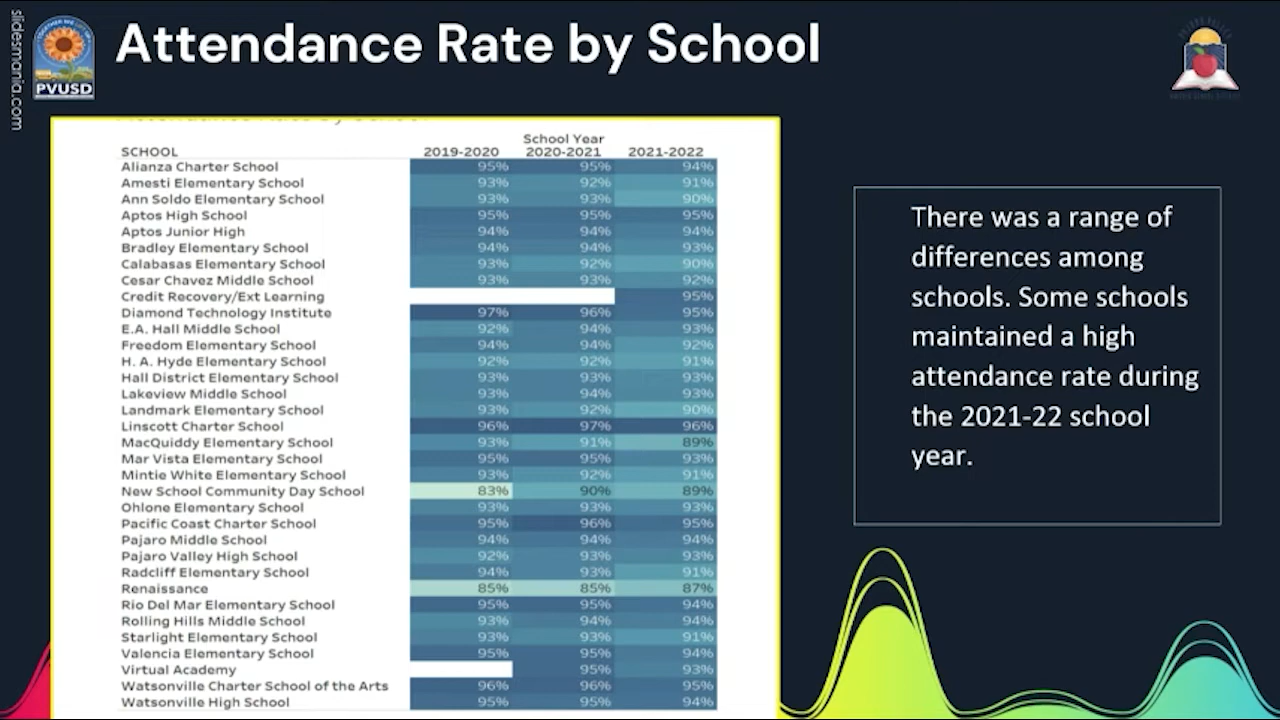 slidesmania.com
PVUSD
Attendance Rate by School
School Year
SCHOOL 2019-2020 2020-2021 2021-2022
Alianza Charter School 95% 95% 94%
Amesti Elementary School 93% 92% 91%
Ann Soldo Elementary School 93% 93% 90%
Aptos High School 95% 95% 95%
Aptos Junior High 94% 94% 94%
Bradley Elementary School 94% 94% 93%
Calabasas Elementary School 93% 92% 90%
Cesar Chavez Middle School 93% 93% 92%
Credit Recovery/Ext Learning 95%
Diamond Technology Institute 97% 96% 95%
E.A. Hall Middle School 92% 94% 93%
Freedom Elementary School 94% 94% 92%
H. A. Hyde Elementary School 92% 92% 91%
Hall District Elementary School 93% 93% 93%
Lakeview Middle School 93% 94% 93%
Landmark Elementary School 93% 92% 90%
Linscott Charter School 96% 97% 96%
MacQuiddy Elementary School 93% 91% 89%
Mar Vista Elementary School 95% 95% 93%
Mintie White Elementary School 93% 92% 91%
New School Community Day School 83% 90% 89%
Ohlone Elementary School 93% 93% 93%
Pacific Coast Charter School 95% 96% 95%
Pajaro Middle School 94% 94% 94%
Pajaro Valley High School 92% 93% 93%
Radcliff Elementary School 94% 93% 91%
Renaissance 85% 85% 87%
Rio Del Mar Elementary School 95% 95% 94%
Rolling Hills Middle School 93% 94% 94%
Starlight Elementary School 93% 93% 91%
Valencia Elementary School 95% 95% 94%
Virtual Academy 95% 93%
Watsonville Charter School of the Arts 96% 96% 95%
Watsonville High School 95% 95% 94%
There was a range of
differences among
schools. Some schools
maintained a high
attendance rate during
the 2021-22 school
year.